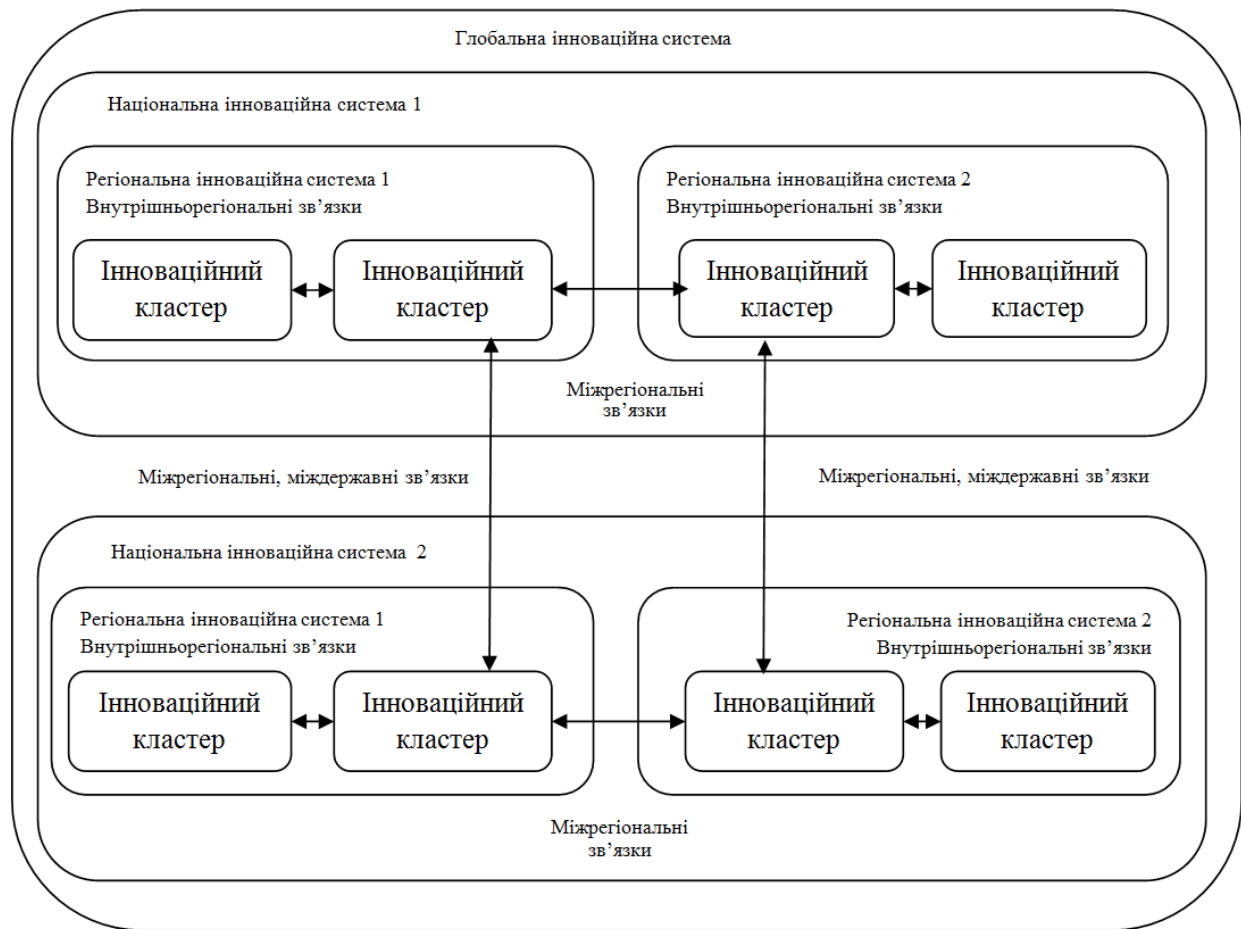 Глобальна інноваційна система
Національна інноваційна система 1
Регіональна інноваційна система 1
Внутрішньорегіональні зв’язки
Регіональна інноваційна система 2
Внутрішньорегіональні зв’язки
Інноваційний
кластер
Інноваційний
кластер
Інноваційний
кластер
Інноваційний
кластер
Міжрегіональні
зв’язки
Міжрегіональні, міждержавні зв’язки
Міжрегіональні, міждержавні зв’язки
Національна інноваційна система 2
Регіональна інноваційна система 1
Внутрішньорегіональні зв’язки
Регіональна інноваційна система 2
Внутрішньорегіональні зв’язки
Інноваційний
кластер
Інноваційний
кластер
Інноваційний
кластер
Інноваційний
кластер
Міжрегіональні
зв’язки